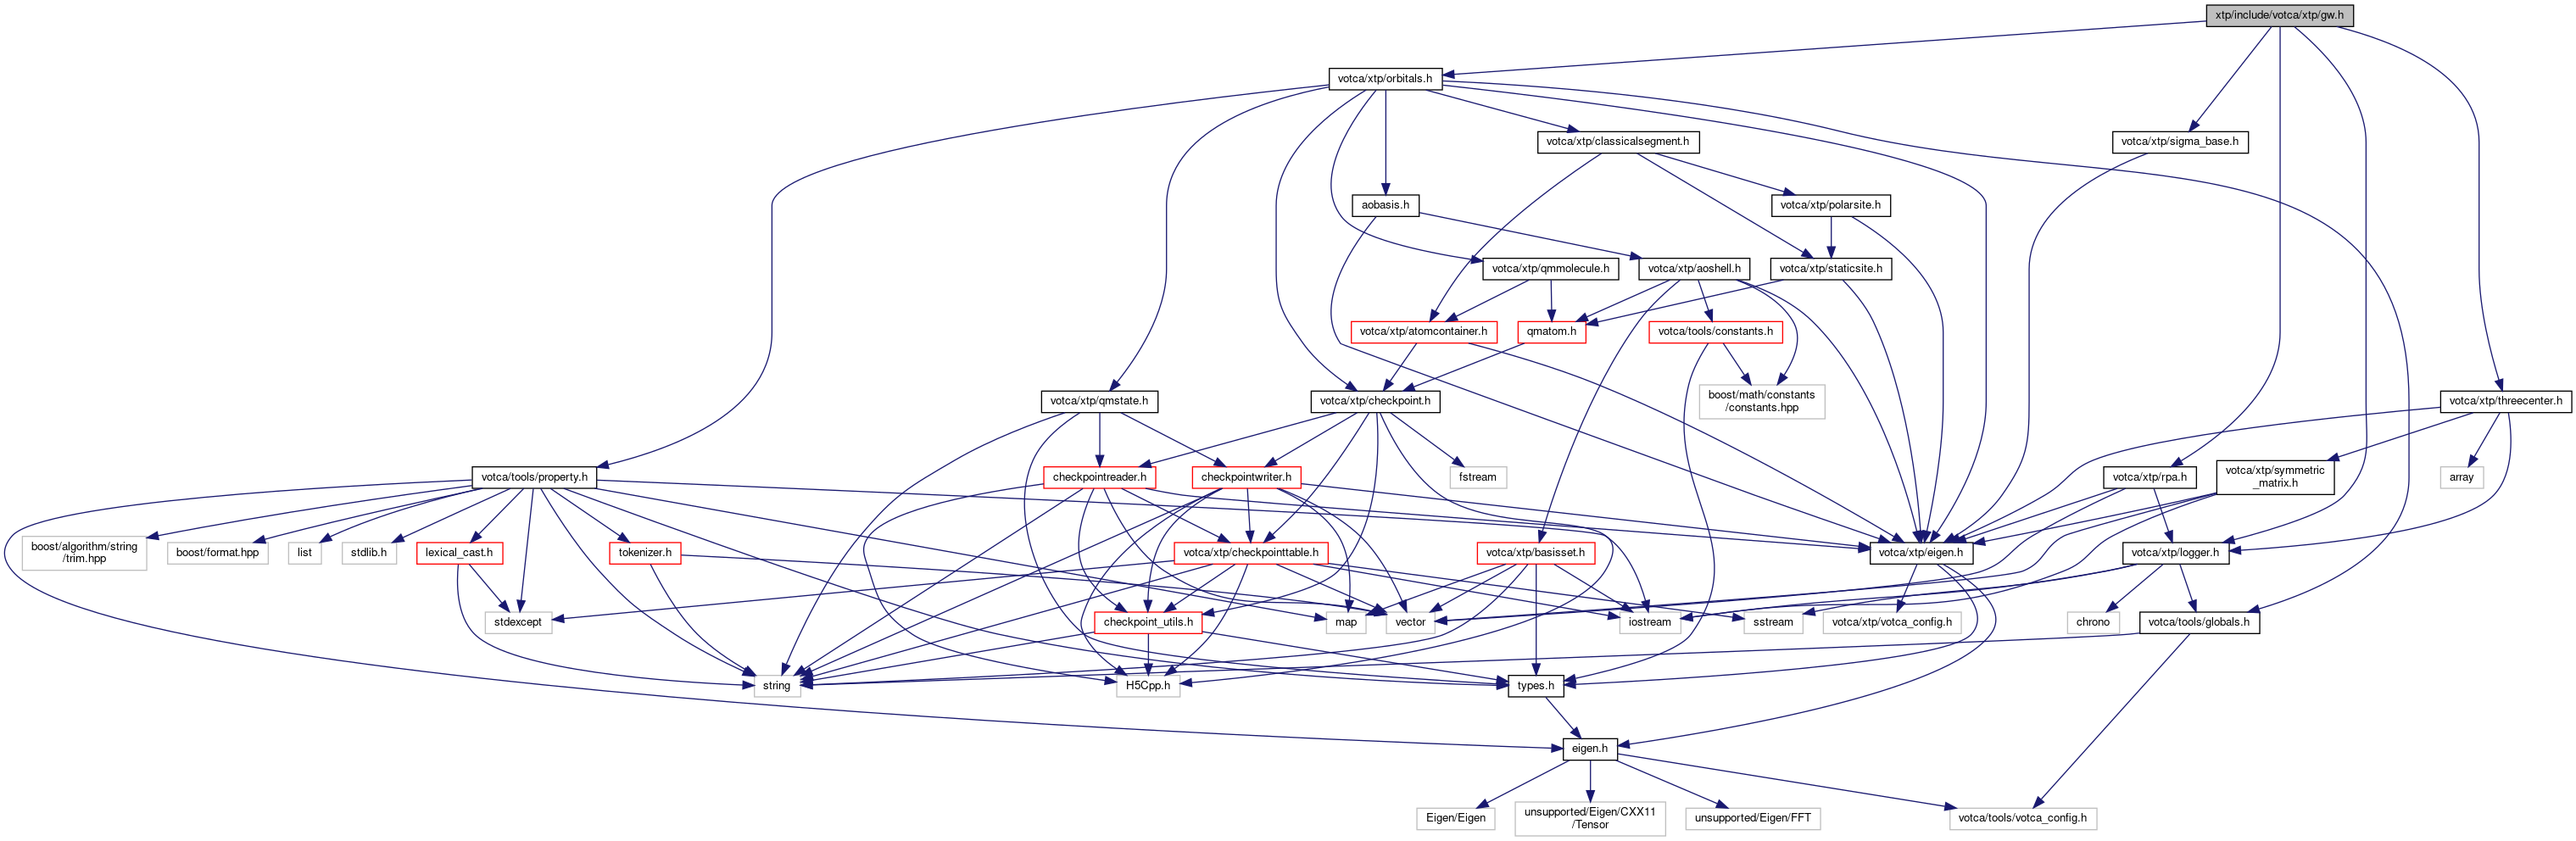 xtp/include/votca/xtp/gw.h
votca/xtp/orbitals.h
votca/xtp/classicalsegment.h
votca/xtp/sigma_base.h
aobasis.h
votca/xtp/polarsite.h
votca/xtp/qmmolecule.h
votca/xtp/aoshell.h
votca/xtp/staticsite.h
votca/xtp/atomcontainer.h
qmatom.h
votca/tools/constants.h
votca/xtp/qmstate.h
votca/xtp/checkpoint.h
boost/math/constants
/constants.hpp
votca/xtp/threecenter.h
votca/tools/property.h
checkpointreader.h
checkpointwriter.h
fstream
votca/xtp/rpa.h
votca/xtp/symmetric
_matrix.h
array
boost/algorithm/string
/trim.hpp
boost/format.hpp
list
stdlib.h
lexical_cast.h
tokenizer.h
votca/xtp/checkpointtable.h
votca/xtp/basisset.h
votca/xtp/eigen.h
votca/xtp/logger.h
stdexcept
checkpoint_utils.h
map
vector
iostream
sstream
votca/xtp/votca_config.h
chrono
votca/tools/globals.h
string
H5Cpp.h
types.h
eigen.h
Eigen/Eigen
unsupported/Eigen/CXX11
/Tensor
unsupported/Eigen/FFT
votca/tools/votca_config.h